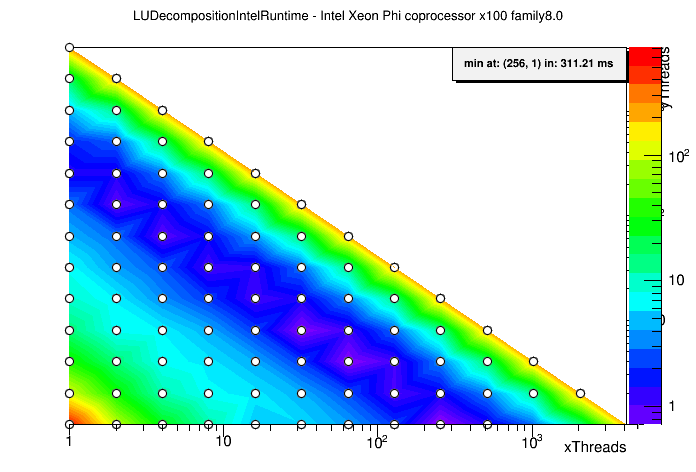 LUDecompositionIntelRuntime - Intel Xeon Phi coprocessor x100 family8.0
min at: (256, 1) in: 311.21 ms
yThreads
10²
10
1
1 10 10² 10³
xThreads